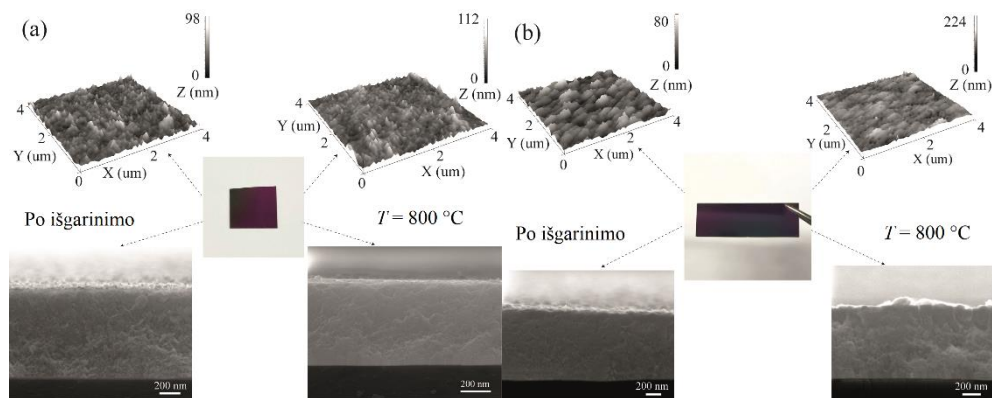 (a)
98
0
Z (nm)
4
2
Y (um)
0
X (um)
2
4
112
0
Z (nm)
4
2
Y (um)
0
X (um)
2
4
Po išgarinimo
T = 800 °C
200 nm
200 nm
(b)
80
0
Z (nm)
4
2
Y (um)
0
X (um)
2
4
224
0
Z (nm)
4
2
Y (um)
0
X (um)
2
4
Po išgarinimo
T = 800 °C
200 nm
200 nm